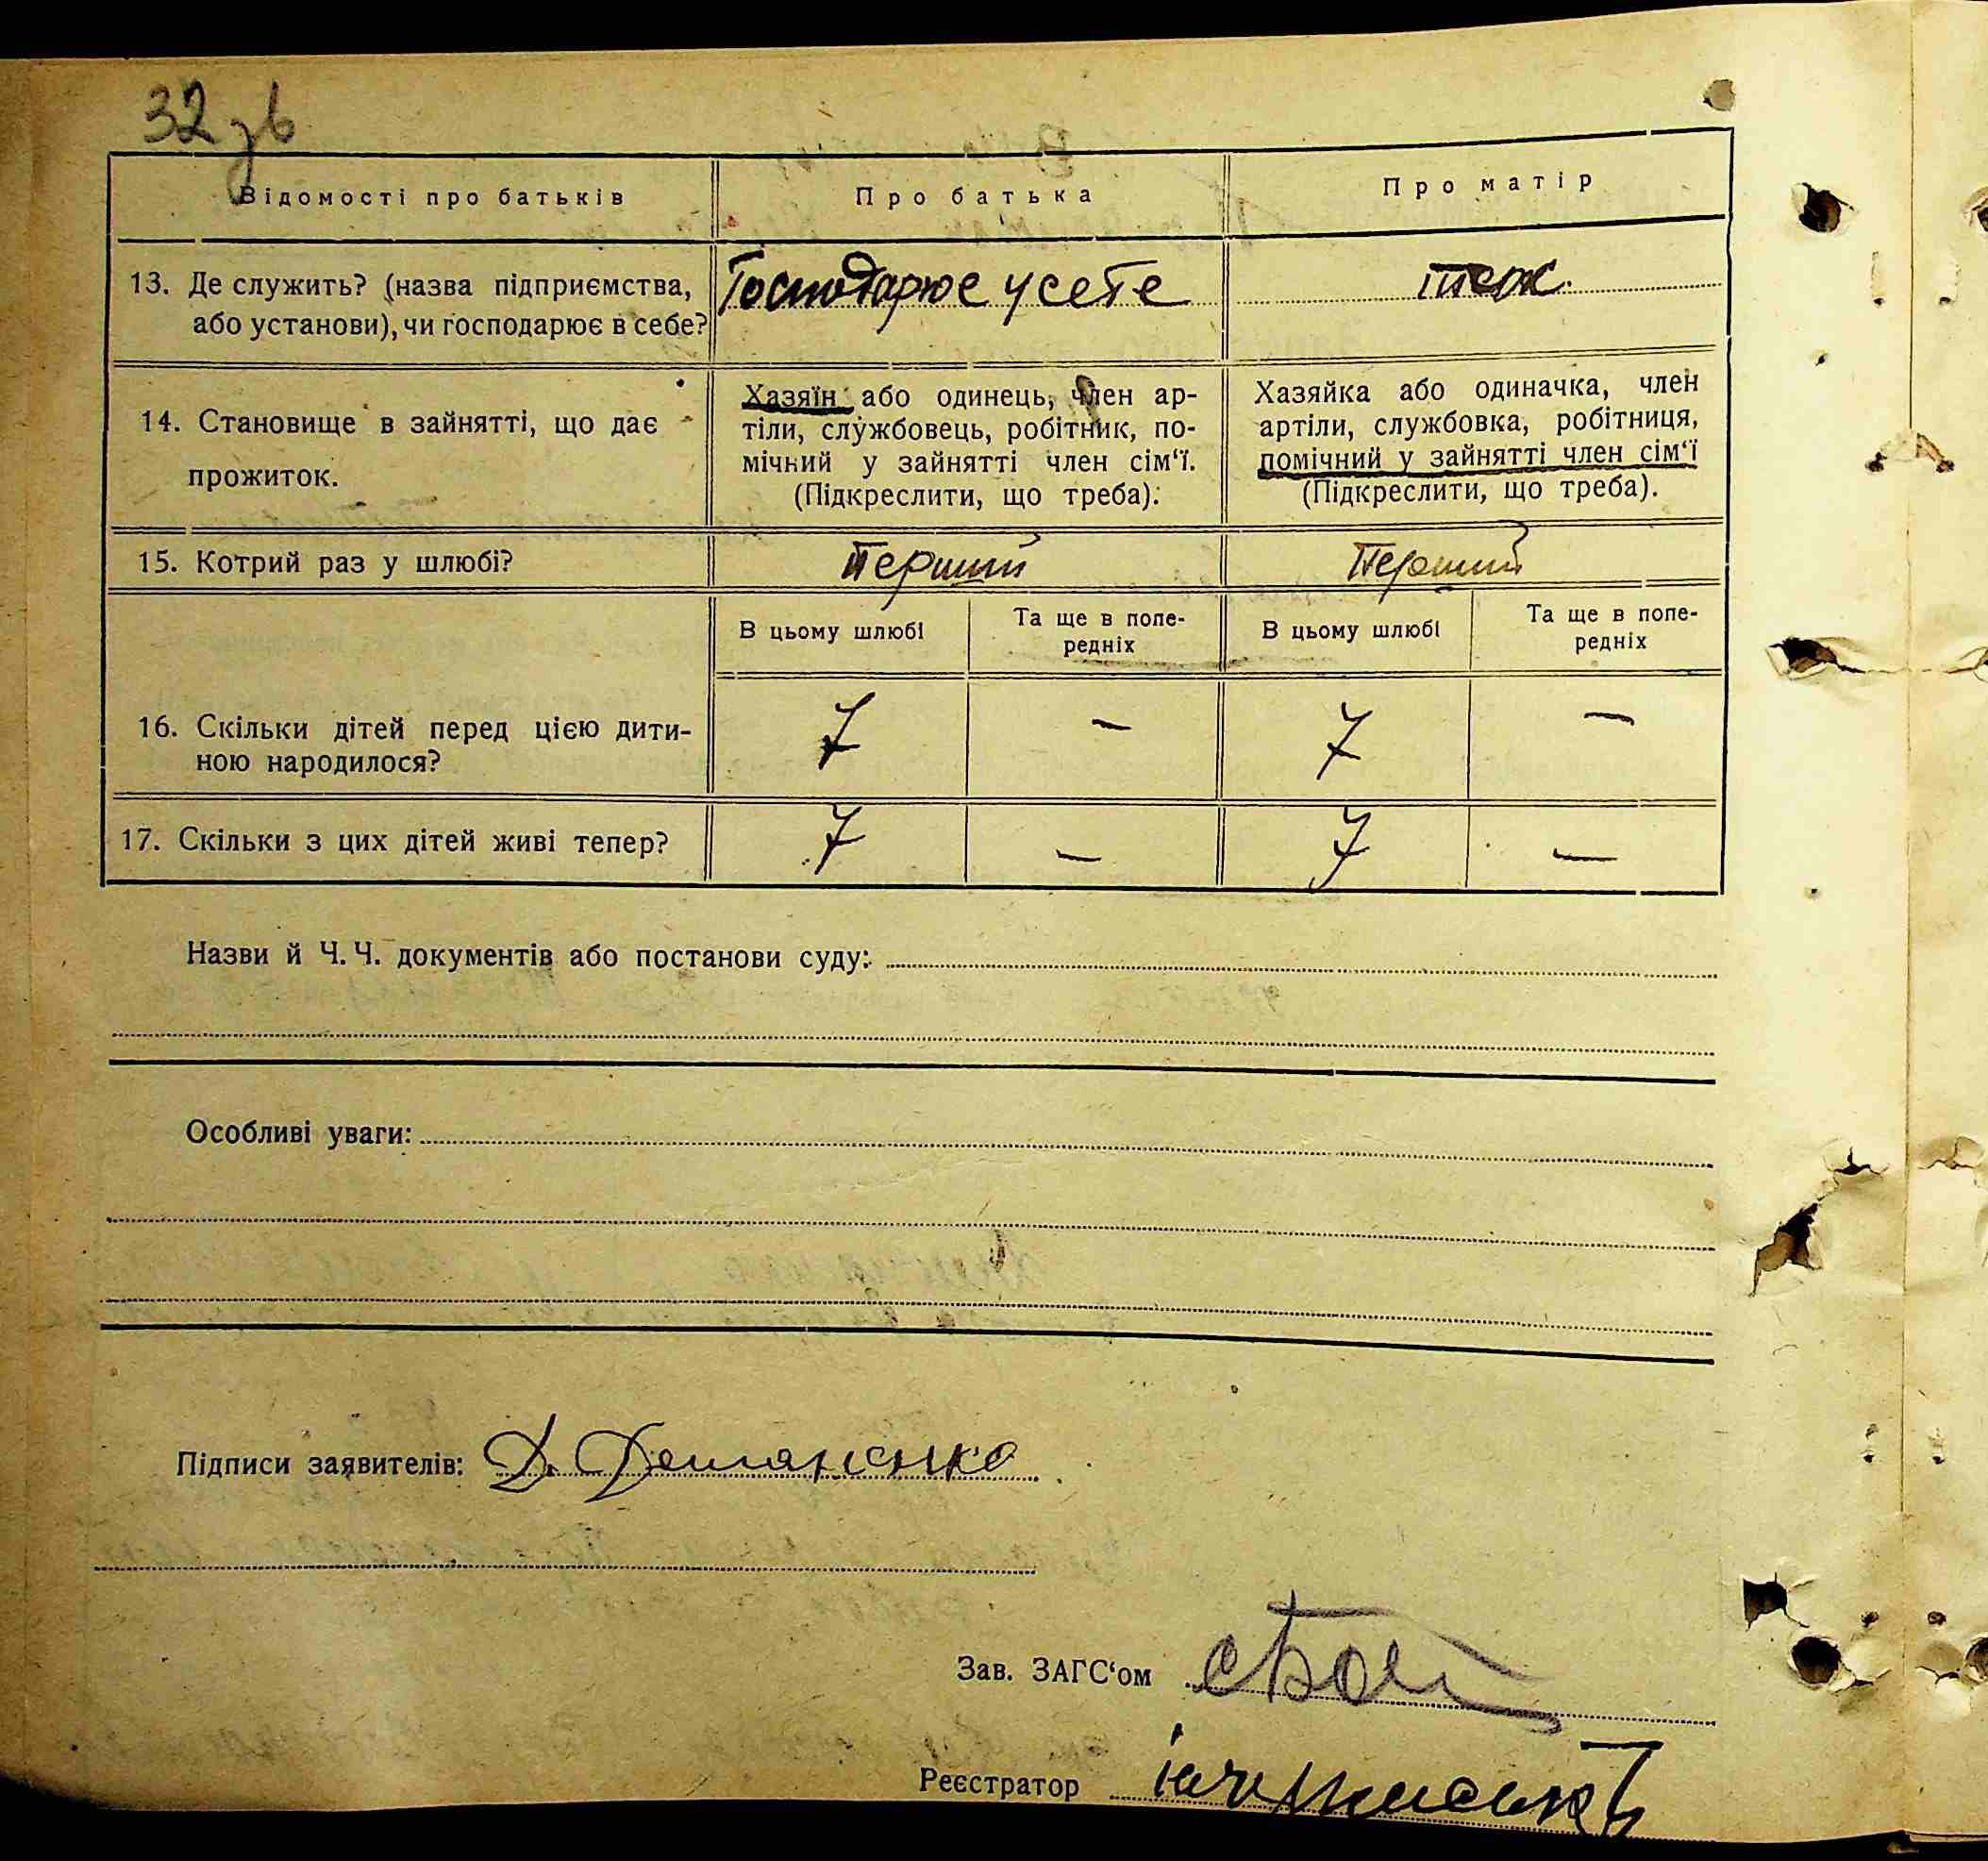 32 зв
Відомості про батьків
Про батька
Про матір
13. Де служить? (назва підприємства,
або установи), чи господарює в себе?
Господарює у себе
теж
14. Становище в зайнятті, що дає
прожиток.
Хазяїн або одинець, член ар-
тіли, службовець, робітник, по-
мічний у зайнятті член сім‘ї.
(Підкреслити, що треба).
Хазяйка або одиначка, член
артіли, службовка, робітниця,
помічний у зайнятті член сім‘ї
(Підкреслити, що треба).
15. Котрий раз у шлюбі?
Перший
Перший
В цьому шлюбі
Та ще в попе-
редніх
В цьому шлюбі
Та ще в попе-
редніх
16. Скільки дітей перед цією дити-
ною народилося?
7 – 7 –
17. Скільки з цих дітей живі тепер?
7 – 7 –
Назви й Ч. Ч. документів або постанови суду:
Особливі уваги:
Підписи заявителів: Д. Демяненко
Зав. ЗАГС‘ом
Реєстратор